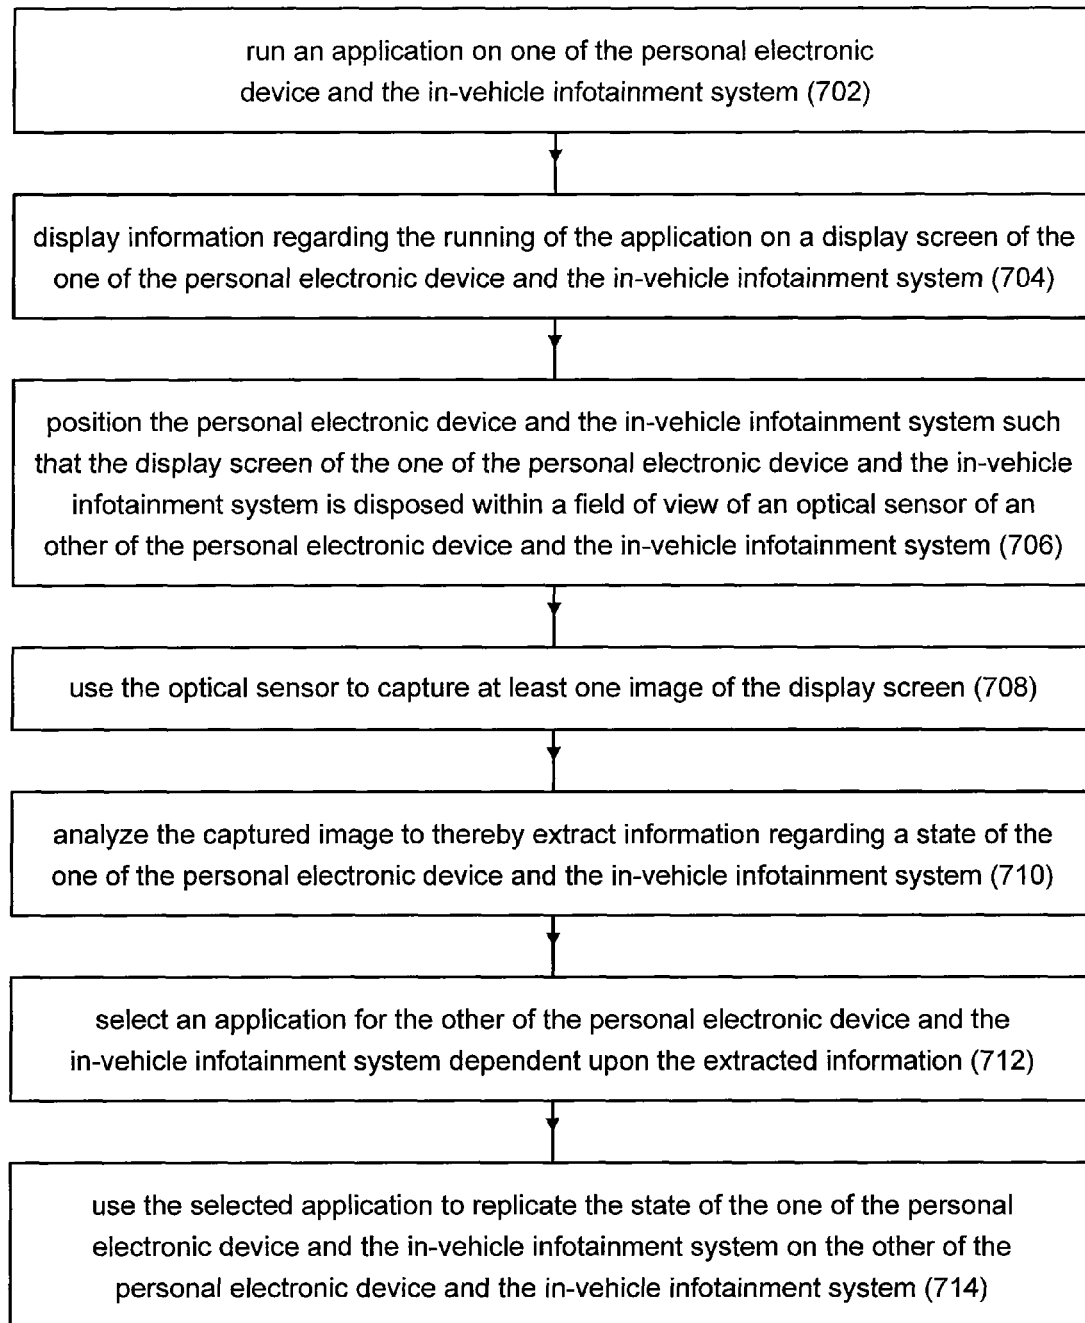 run an application on one of the personal electronic
device and the in-vehicle infotainment system (702)
display information regarding the running of the application on a display screen of the
one of the personal electronic device and the in-vehicle infotainment system (704)
position the personal electronic device and the in-vehicle infotainment system such
that the display screen of the one of the personal electronic device and the in-vehicle
infotainment system is disposed within a field of view of an optical sensor of an
other of the personal electronic device and the in-vehicle infotainment system (706)
use the optical sensor to capture at least one image of the display screen (708)
analyze the captured image to thereby extract information regarding a state of the
one of the personal electronic device and the in-vehicle infotainment system (710)
select an application for the other of the personal electronic device and the
in-vehicle infotainment system dependent upon the extracted information (712)
use the selected application to replicate the state of the one of the personal
electronic device and the in-vehicle infotainment system on the other of the
personal electronic device and the in-vehicle infotainment system (714)